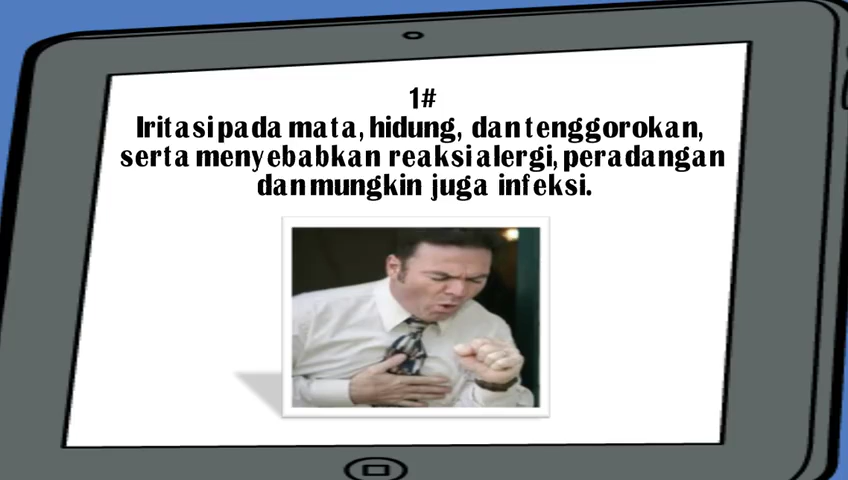 1#
Iritasi pada mata, hidung, dan tenggorokan,
serta menyebabkan reaksi alergi, peradangan
dan mungkin juga infeksi.